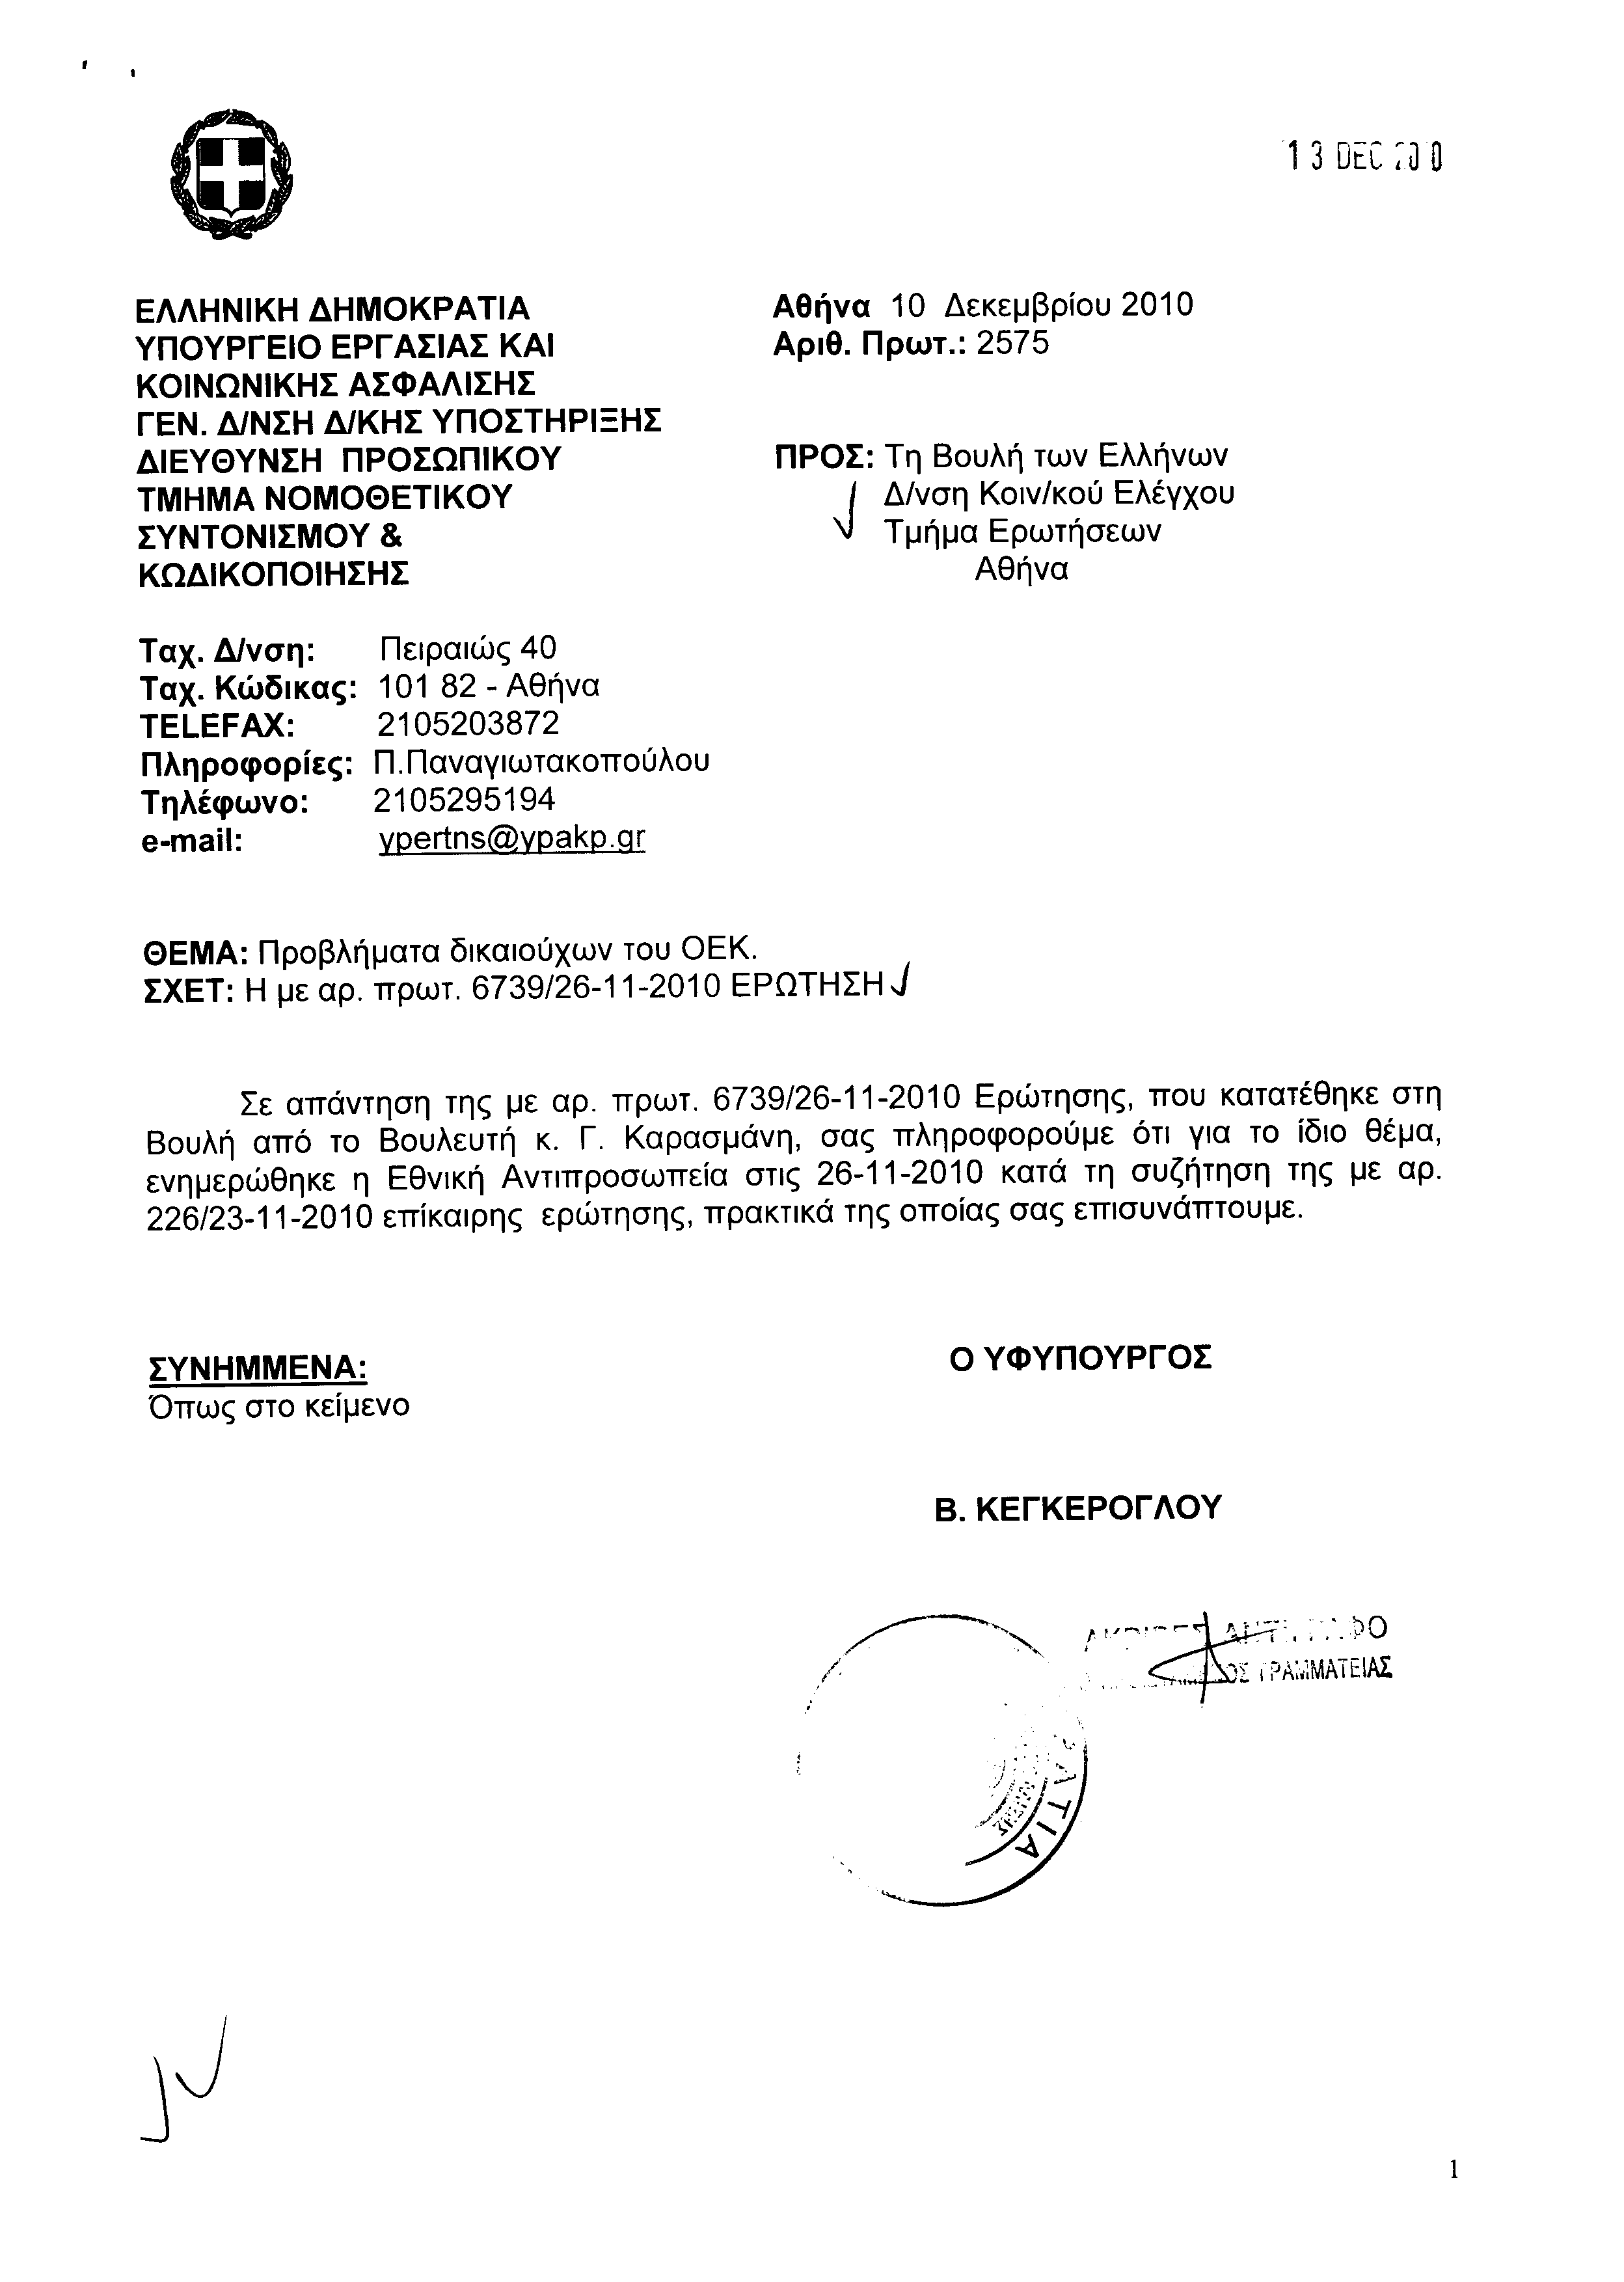 13 DEC
ΕΛΛΗΝΙΚΗ ΔΗΜΟΚΡΑΤΙΑ
ΥΠΟΥΡΓΕΙΟ ΕΡΓΑΣΙΑΣ ΚΑΙ
ΚΟΙΝΩΝΙΚΗΣ ΑΣΦΑΛΙΣΗΣ
ΓΕΝ. Δ/ΝΣΗ Δ/ΚΗΣ ΥΠΟΣΤΗΡΙΞΗΣ
ΔΙΕΥΘΥΝΣΗ ΠΡΟΣΩΠΙΚΟΥ
ΤΜΗΜΑ ΝΟΜΟΘΕΤΙΚΟΥ
ΣΥΝΤΟΝΙΣΜΟΥ &
ΚΩΔΙΚΟΠΟΙΗΣΗΣ
Αθήνα 10 Δεκεμβρίου 2010
Αριθ. Πρωτ.: 2575
ΠΡΟΣ: Τη Βουλή των Ελλήνων
Δ/νση Κοιν/κού Ελέγχου
Τμήμα Ερωτήσεων
Αθήνα
Ταχ. Δ/νση: Πειραιώς 40
Ταχ. Κώδικας: 101 82 - Αθήνα
TELEFAX: 2105203872
Πληροφορίες: Π.Παναγιωτακοπούλου
Τηλέφωνο: 2105295194
e-mail: ypertns@ypakp.gr
ΘΕΜΑ: Προβλήματα δικαιούχων του ΟΕΚ.
ΣΧΕΤ: Η με αρ. πρωτ. 6739/26-11-2010 ΕΡΩΤΗΣΗ
Σε απάντηση της με αρ. πρωτ. 6739/26-11-2010 Ερώτησης, που κατατέθηκε στη
Βουλή από το Βουλευτή κ. Γ. Καρασμάνη, σας πληροφορούμε ότι για το ίδιο θέμα,
ενημερώθηκε η Εθνική Αντιπροσωπεία στις 26-11-2010 κατά τη συζήτηση της με αρ.
226/23-11-2010 επίκαιρης ερώτησης, πρακτικά της οποίας σας επισυνάπτουμε.
ΣΥΝΗΜΜΕΝΑ:
Όπως στο κείμενο
Ο ΥΦΥΠΟΥΡΓΟΣ
Β. ΚΕΓΚΕΡΟΓΛΟΥ
ΓΡΑΜΜΑΤΕΙΑΣ
1